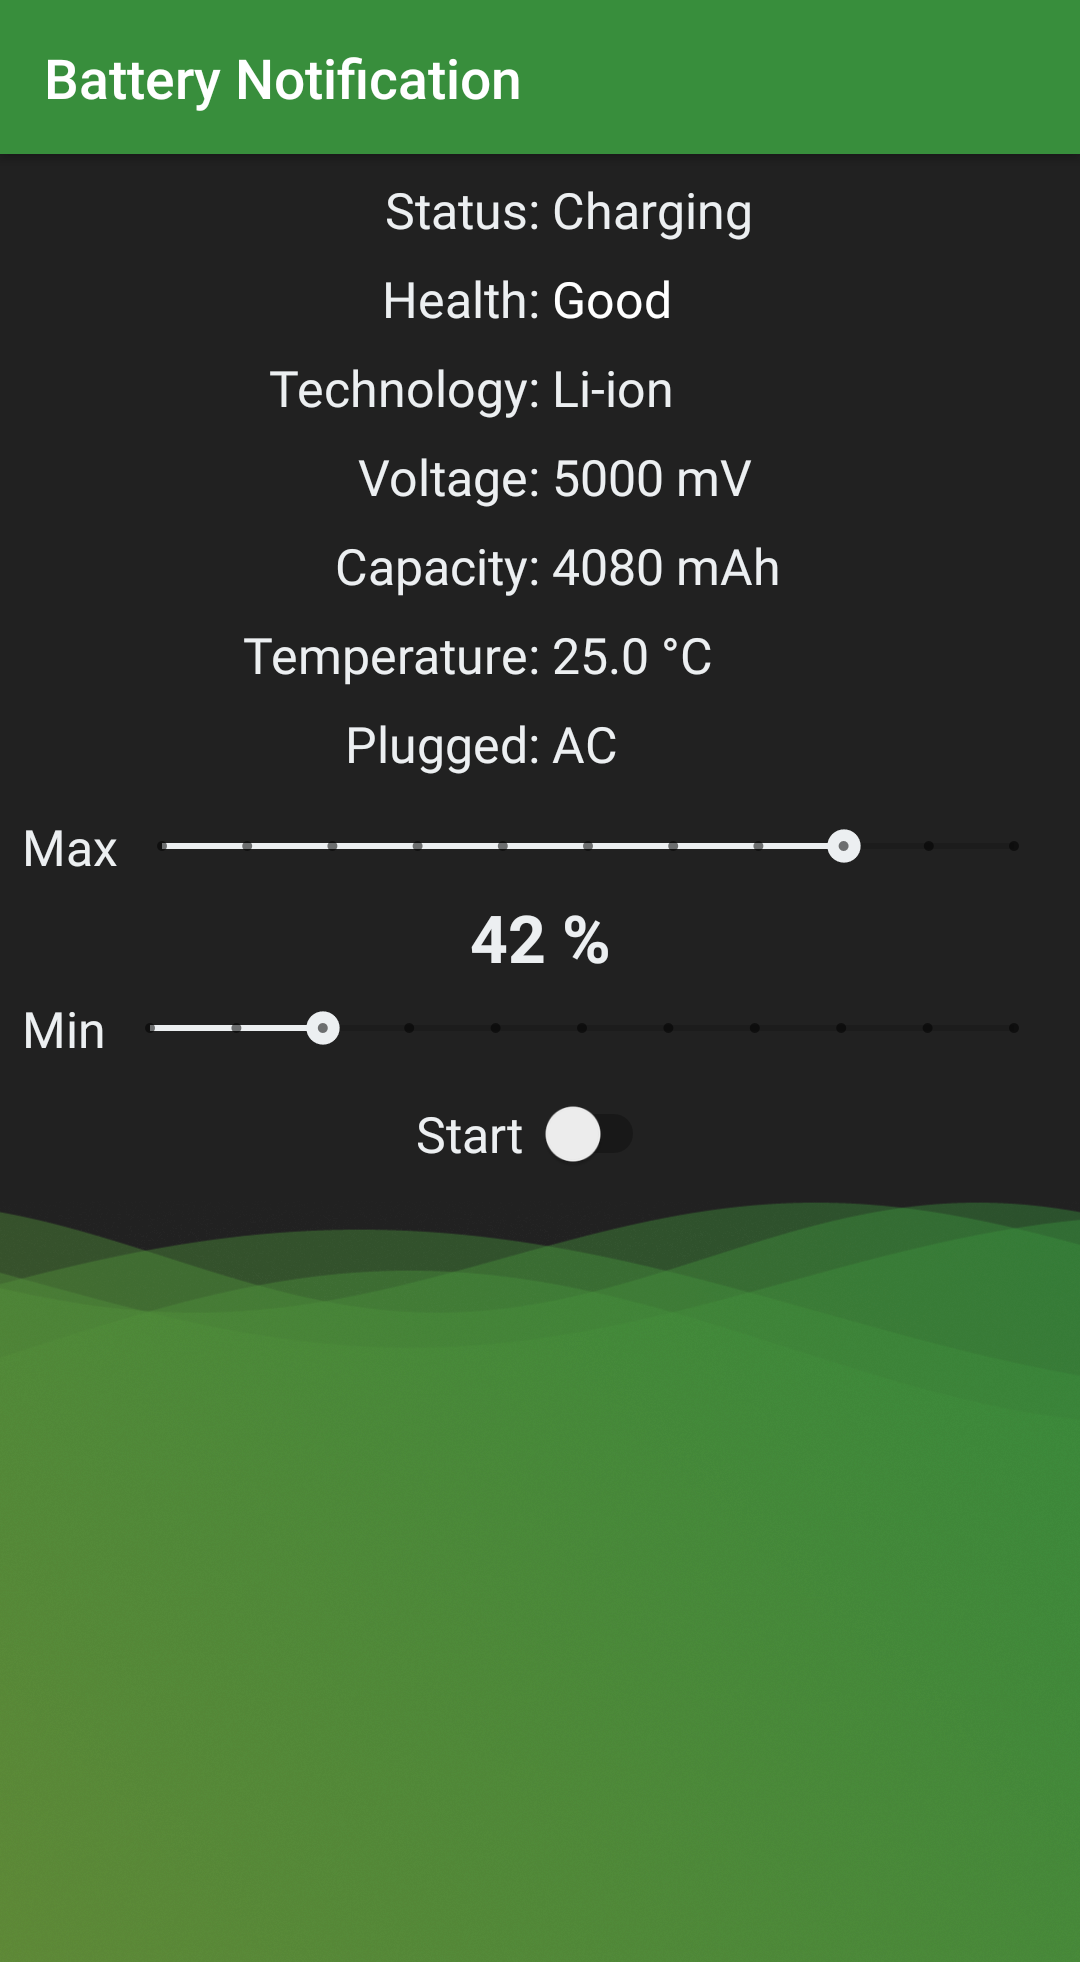 Battery Notification
Status: Charging
Health: Good
Technology: Li-ion
Voltage: 5000 mV
Capacity: 4080 mAh
Temperature: 25.0 °C
Plugged: AC
Max
42 %
Min
Start